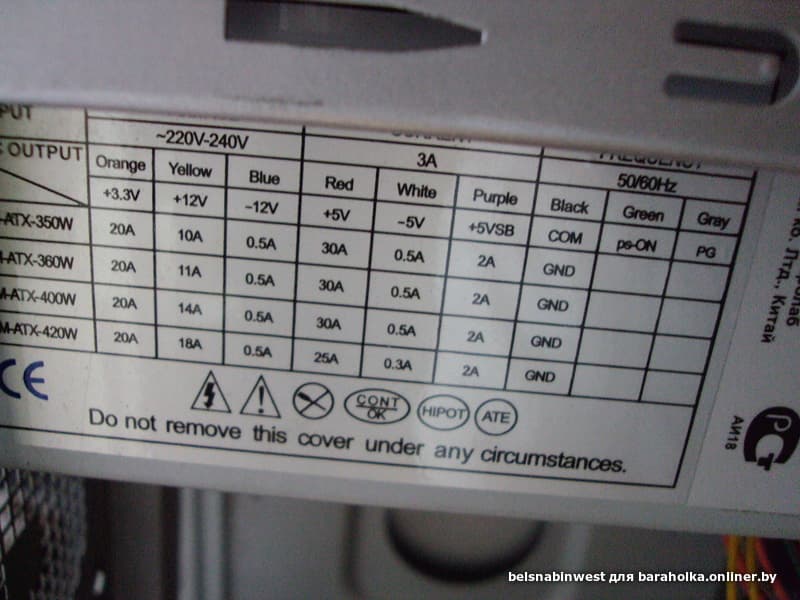 ~220V-240V 3A 50/60Hz
OUTPUT Orange Yellow Blue Red White Purple Black Green Gray
+3.3V +12V -12V +5V -5V +5VSB COM ps-ON PG
-ATX-350W 20A 10A 0.5A 30A 0.5A 2A GND
M-ATX-360W 20A 11A 0.5A 30A 0.5A 2A GND
M-ATX-400W 20A 14A 0.5A 30A 0.5A 2A GND
M-ATX-420W 20A 18A 0.5A 25A 0.3A 2A GND
CE
CONT OK HIPOT ATE
Do not remove this cover under any circumstances.
Китай
РСТ
АИ18
belsnablnwest для baraholka.onliner.by